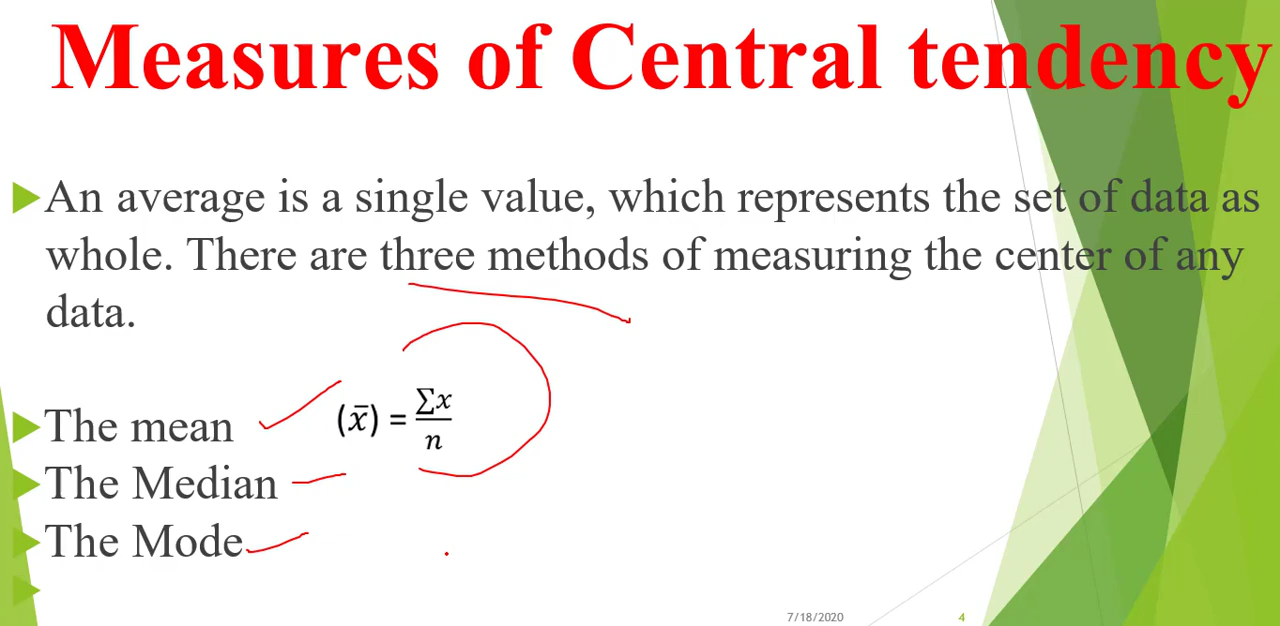 Measures of Central tendency
An average is a single value, which represents the set of data as
whole. There are three methods of measuring the center of any
data.
The mean (x̄) = ∑x/n
The Median
The Mode
7/18/2020 4